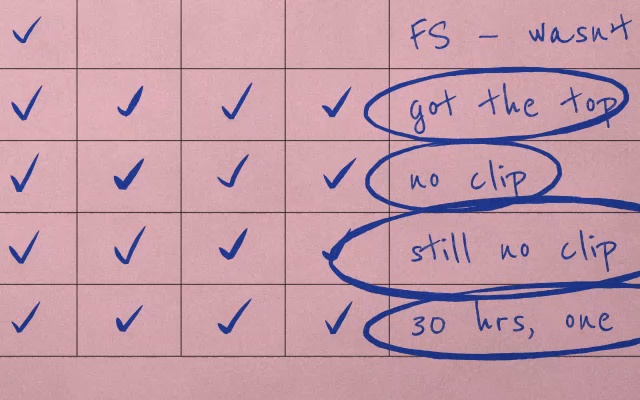 FS – wasn't
got the top
no clip
still no clip
30 hrs, one